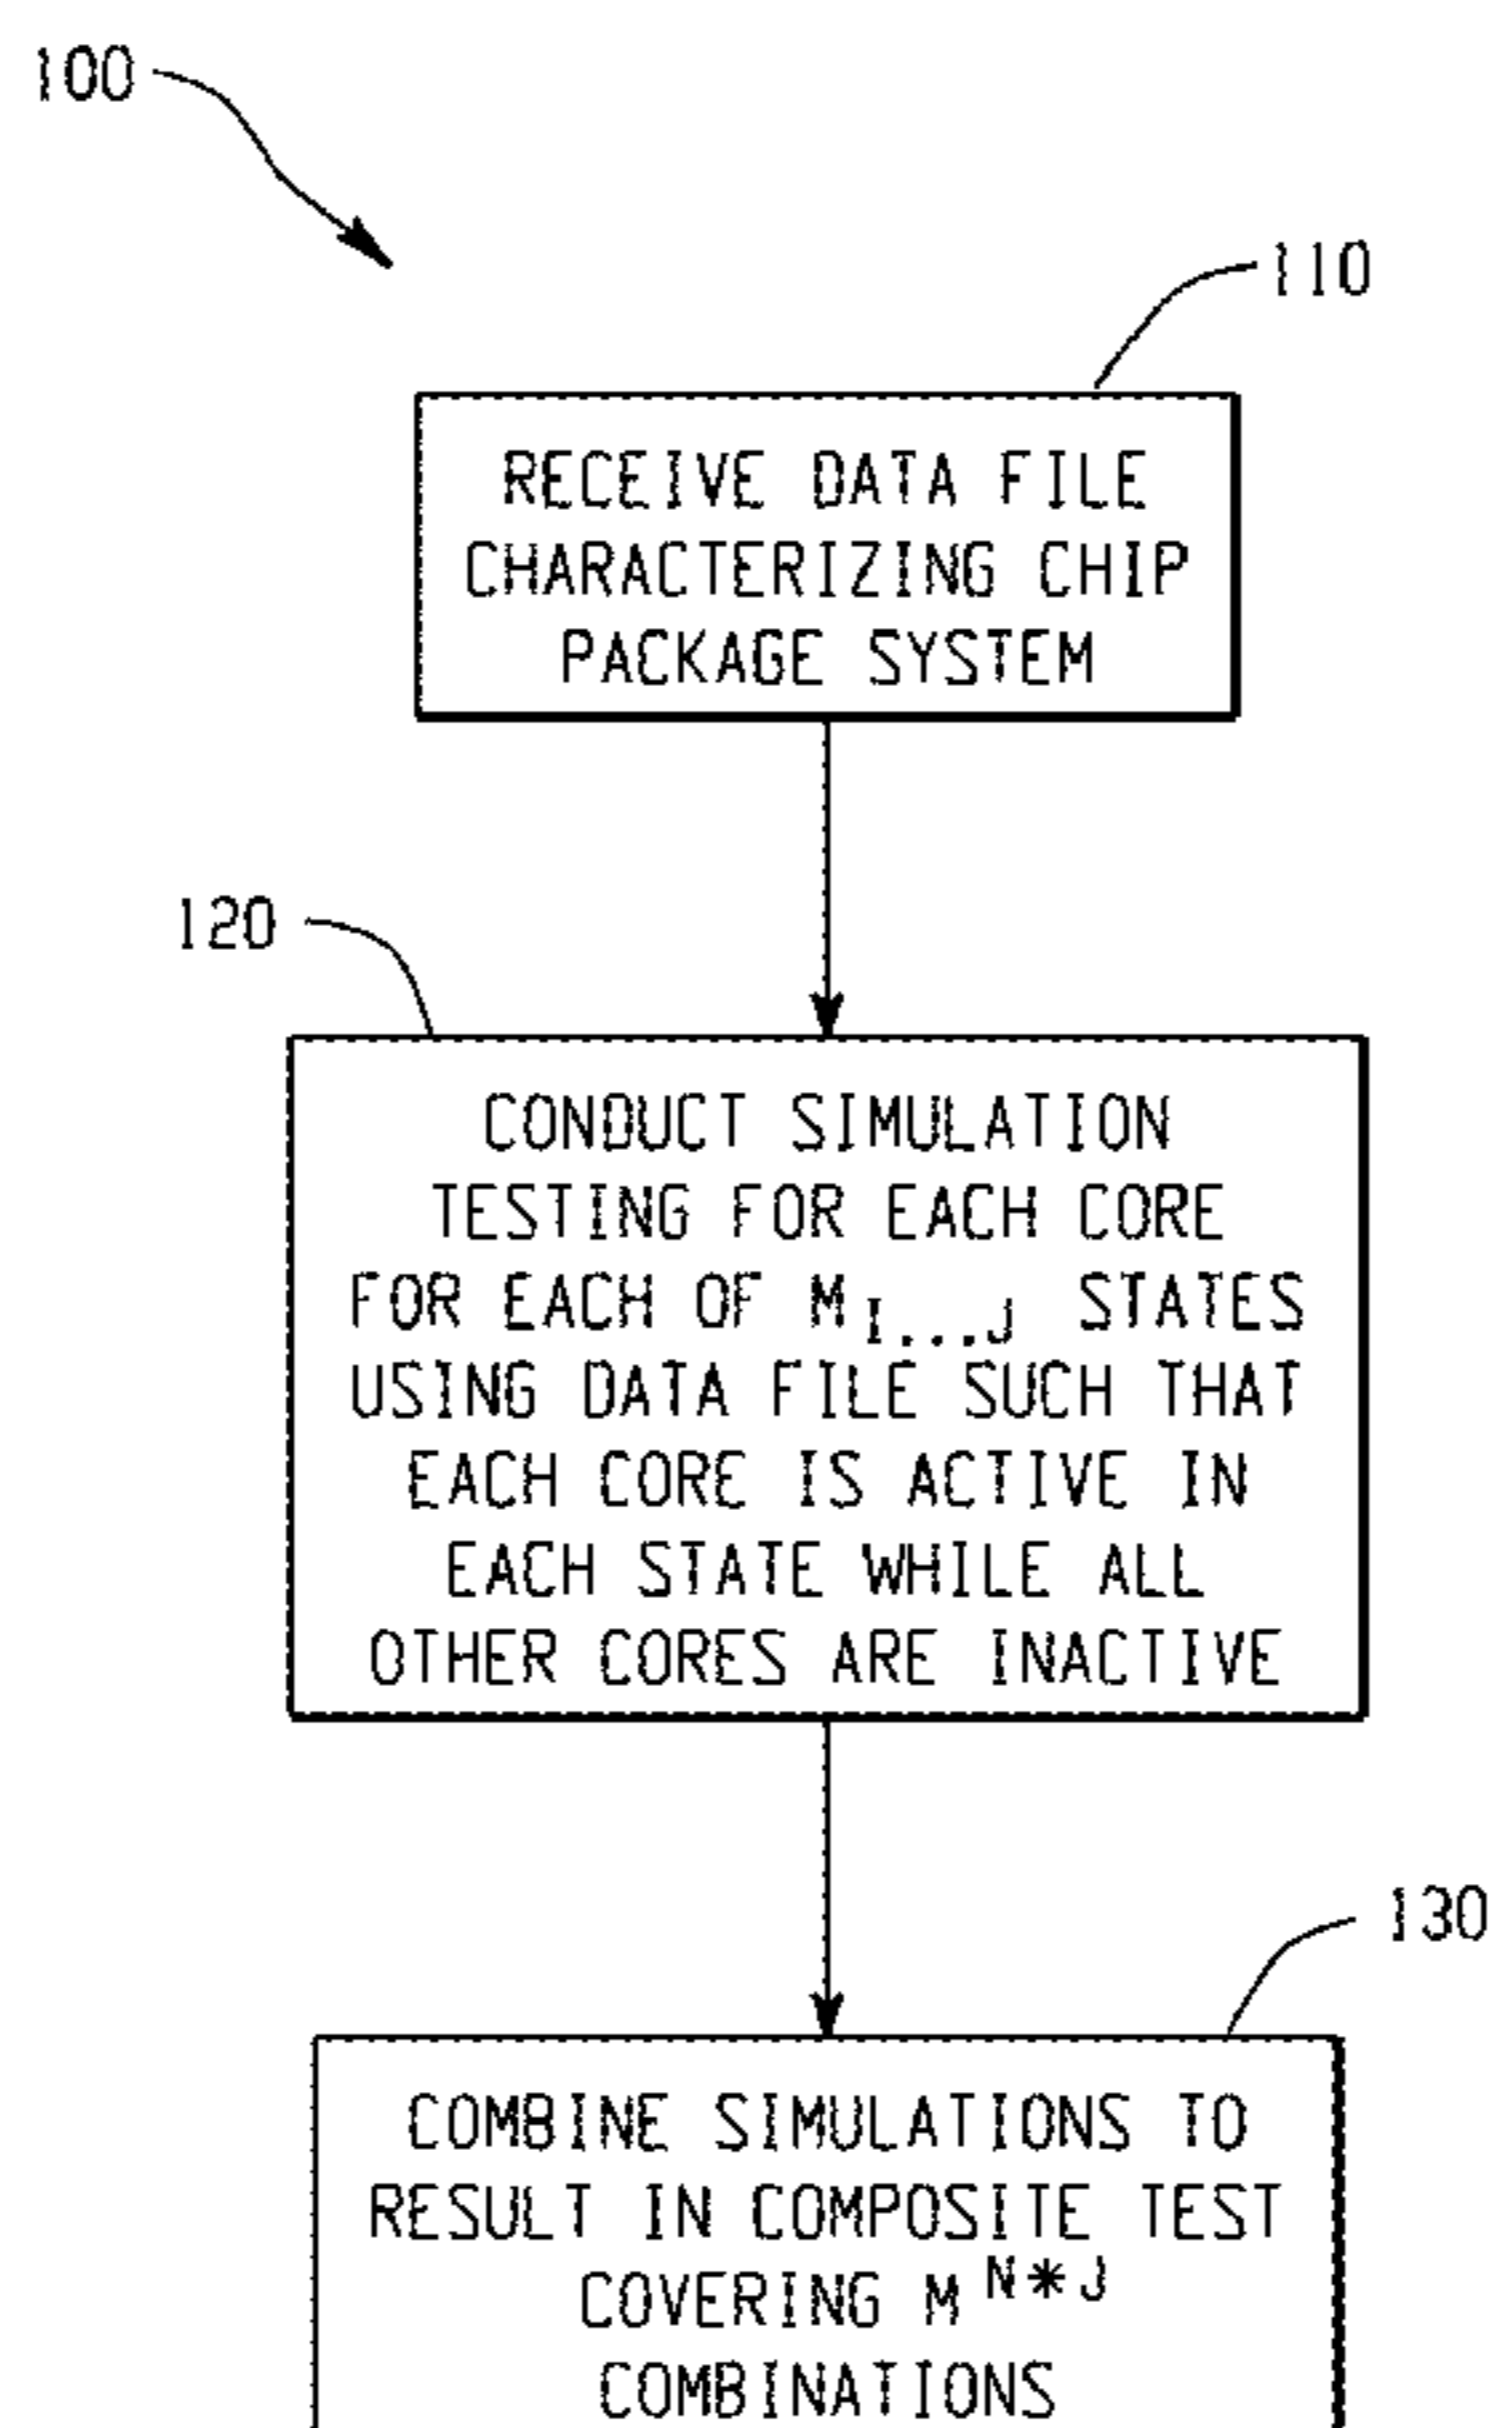 100
110
RECEIVE DATA FILE
CHARACTERIZING CHIP
PACKAGE SYSTEM
120
CONDUCT SIMULATION
TESTING FOR EACH CORE
FOR EACH OF M I...J STATES
USING DATA FILE SUCH THAT
EACH CORE IS ACTIVE IN
EACH STATE WHILE ALL
OTHER CORES ARE INACTIVE
130
COMBINE SIMULATIONS TO
RESULT IN COMPOSITE TEST
COVERING M N*J
COMBINATIONS